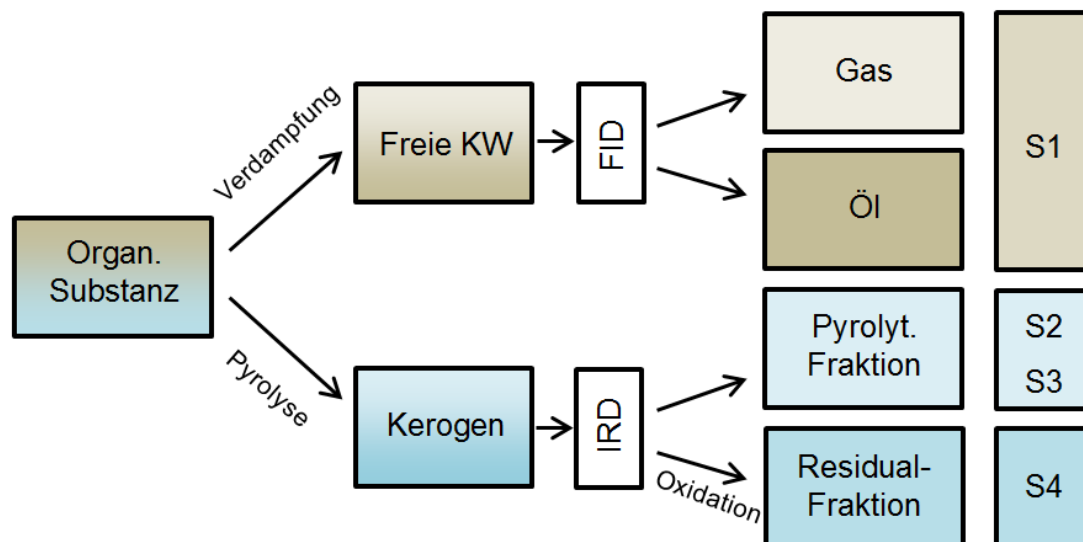 Organ.
Substanz
Verdampfung
Pyrolyse
Freie KW
FID
Gas
Öl
S1
Kerogen
IRD
Oxidation
Pyrolyt.
Fraktion
S2
S3
Residual-
Fraktion
S4